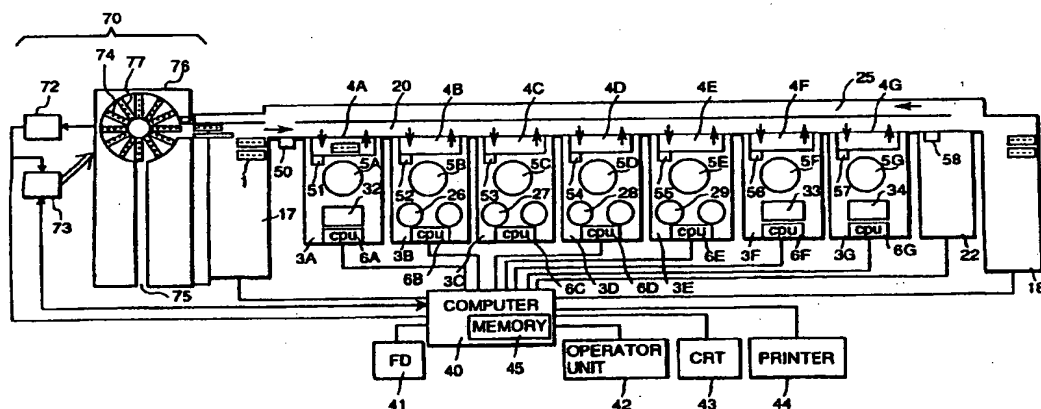 70
74 77 76
72
4A 20 4B 4C 4D 4E 4F 25 4G
1 50 51 5A 52 5B 53 5C 54 5D 55 5E 56 5F 57 5G 58
73
17 32 26 27 28 29 33 34
cpu cpu cpu cpu cpu cpu cpu
3A 6A 3B 6B 3C 6C 3D 6D 3E 6E 3F 6F 3G 6G 22 18
75
COMPUTER
MEMORY
FD
40 45
OPERATOR
UNIT
CRT
PRINTER
41 42 43 44